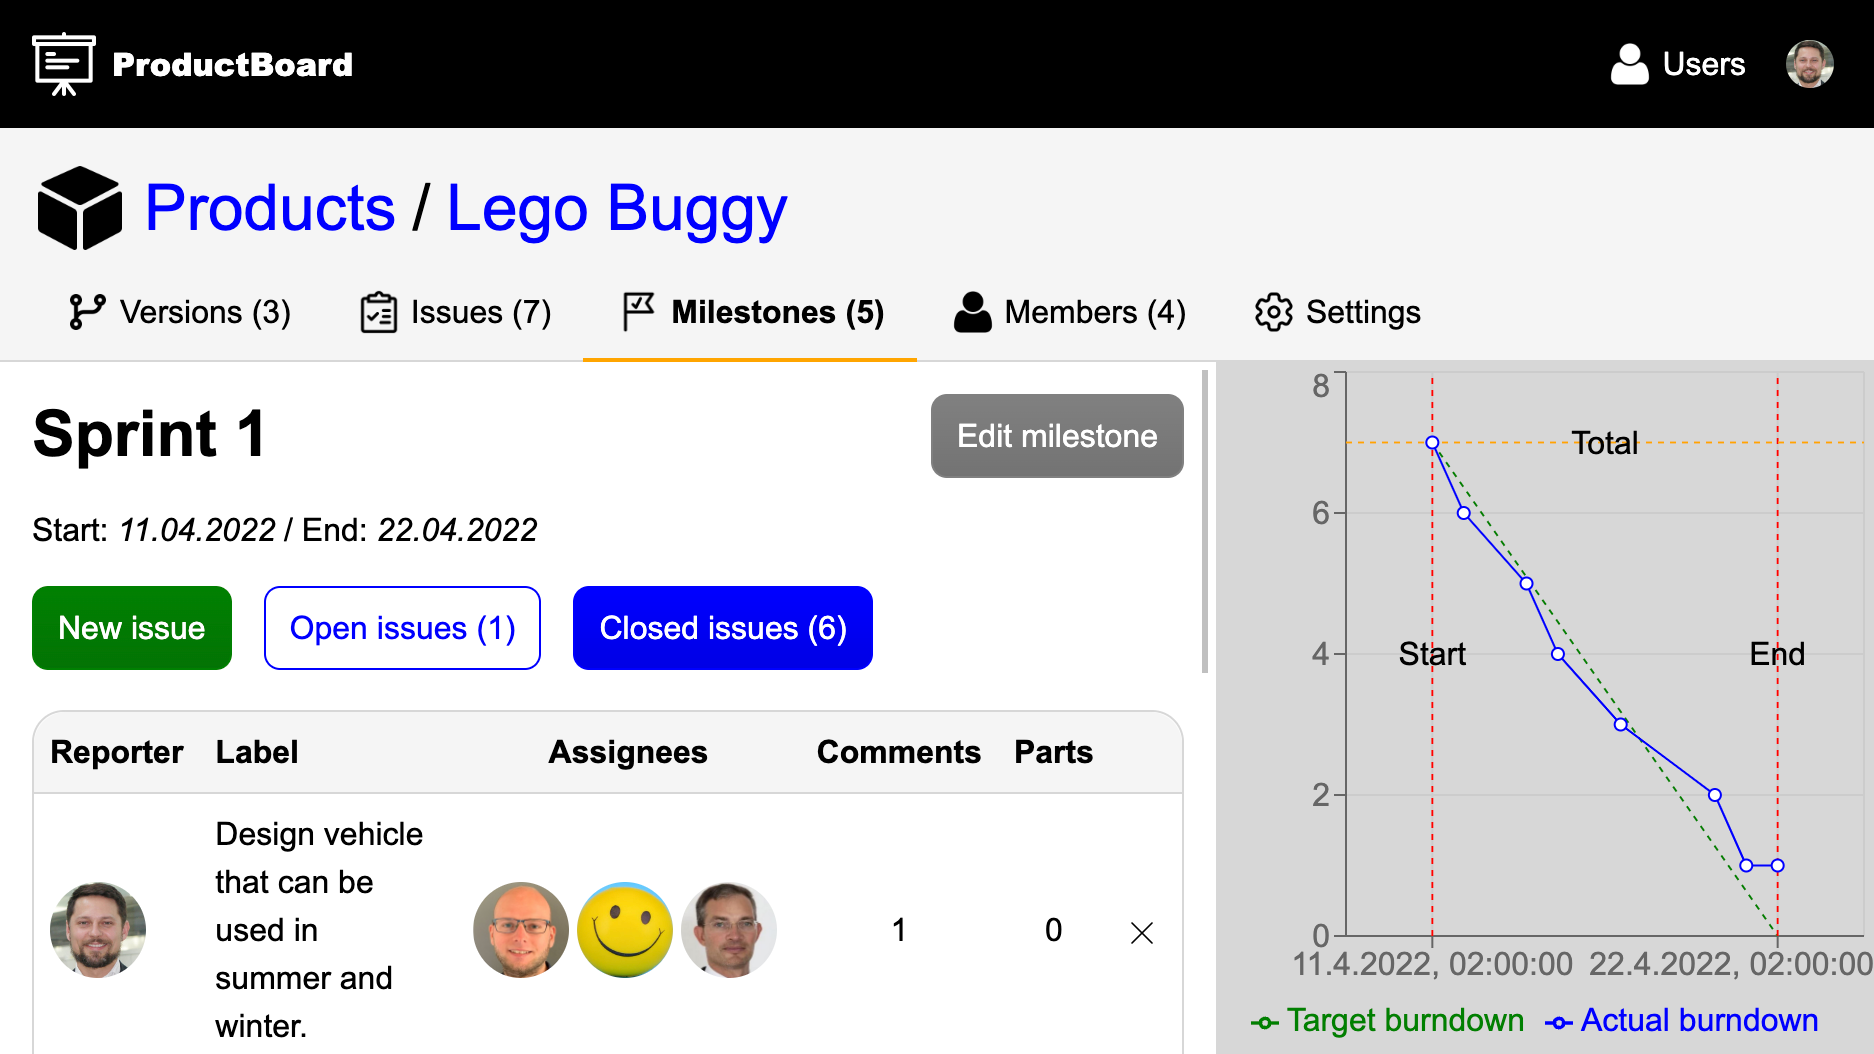 ProductBoard
Users
Products / Lego Buggy
Versions (3)
Issues (7)
Milestones (5)
Members (4)
Settings
Sprint 1
Edit milestone
Start: 11.04.2022 / End: 22.04.2022
New issue
Open issues (1)
Closed issues (6)
Reporter Label Assignees Comments Parts
Design vehicle
that can be
used in
summer and
winter.
1
0
8
6
4
2
0
Total
Start
End
11.4.2022, 02:00:00
22.4.2022, 02:00:00
Target burndown
Actual burndown